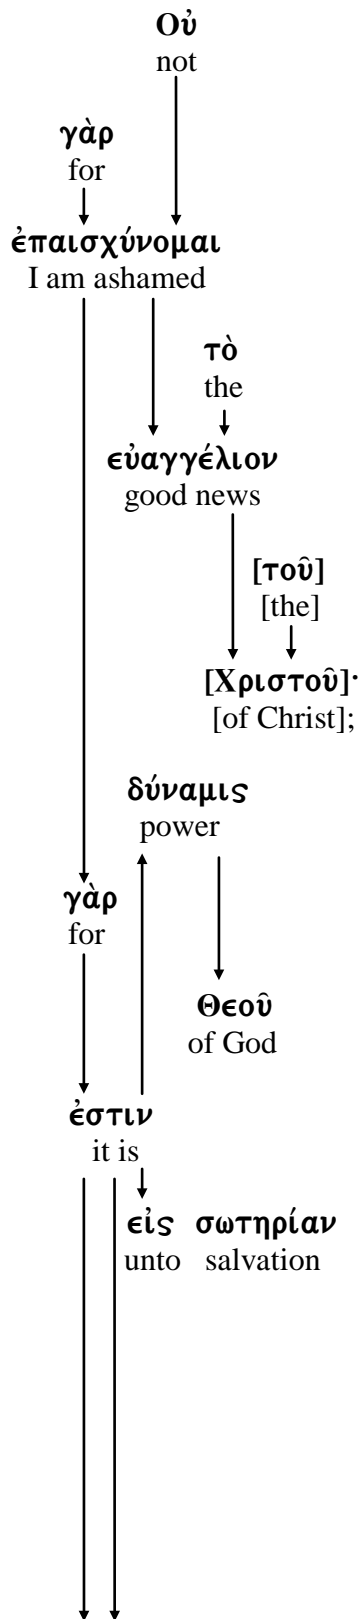 Οὐ
not
γὰρ
for
ἐπαισχύνομαι
I am ashamed
τὸ
the
εὐαγγέλιον
good news
[τοῦ]
[the]
[Χριστοῦ]·
[of Christ];
δύναμις
power
γὰρ
for
Θεοῦ
of God
ἐστιν
it is
εἰς σωτηρίαν
unto salvation